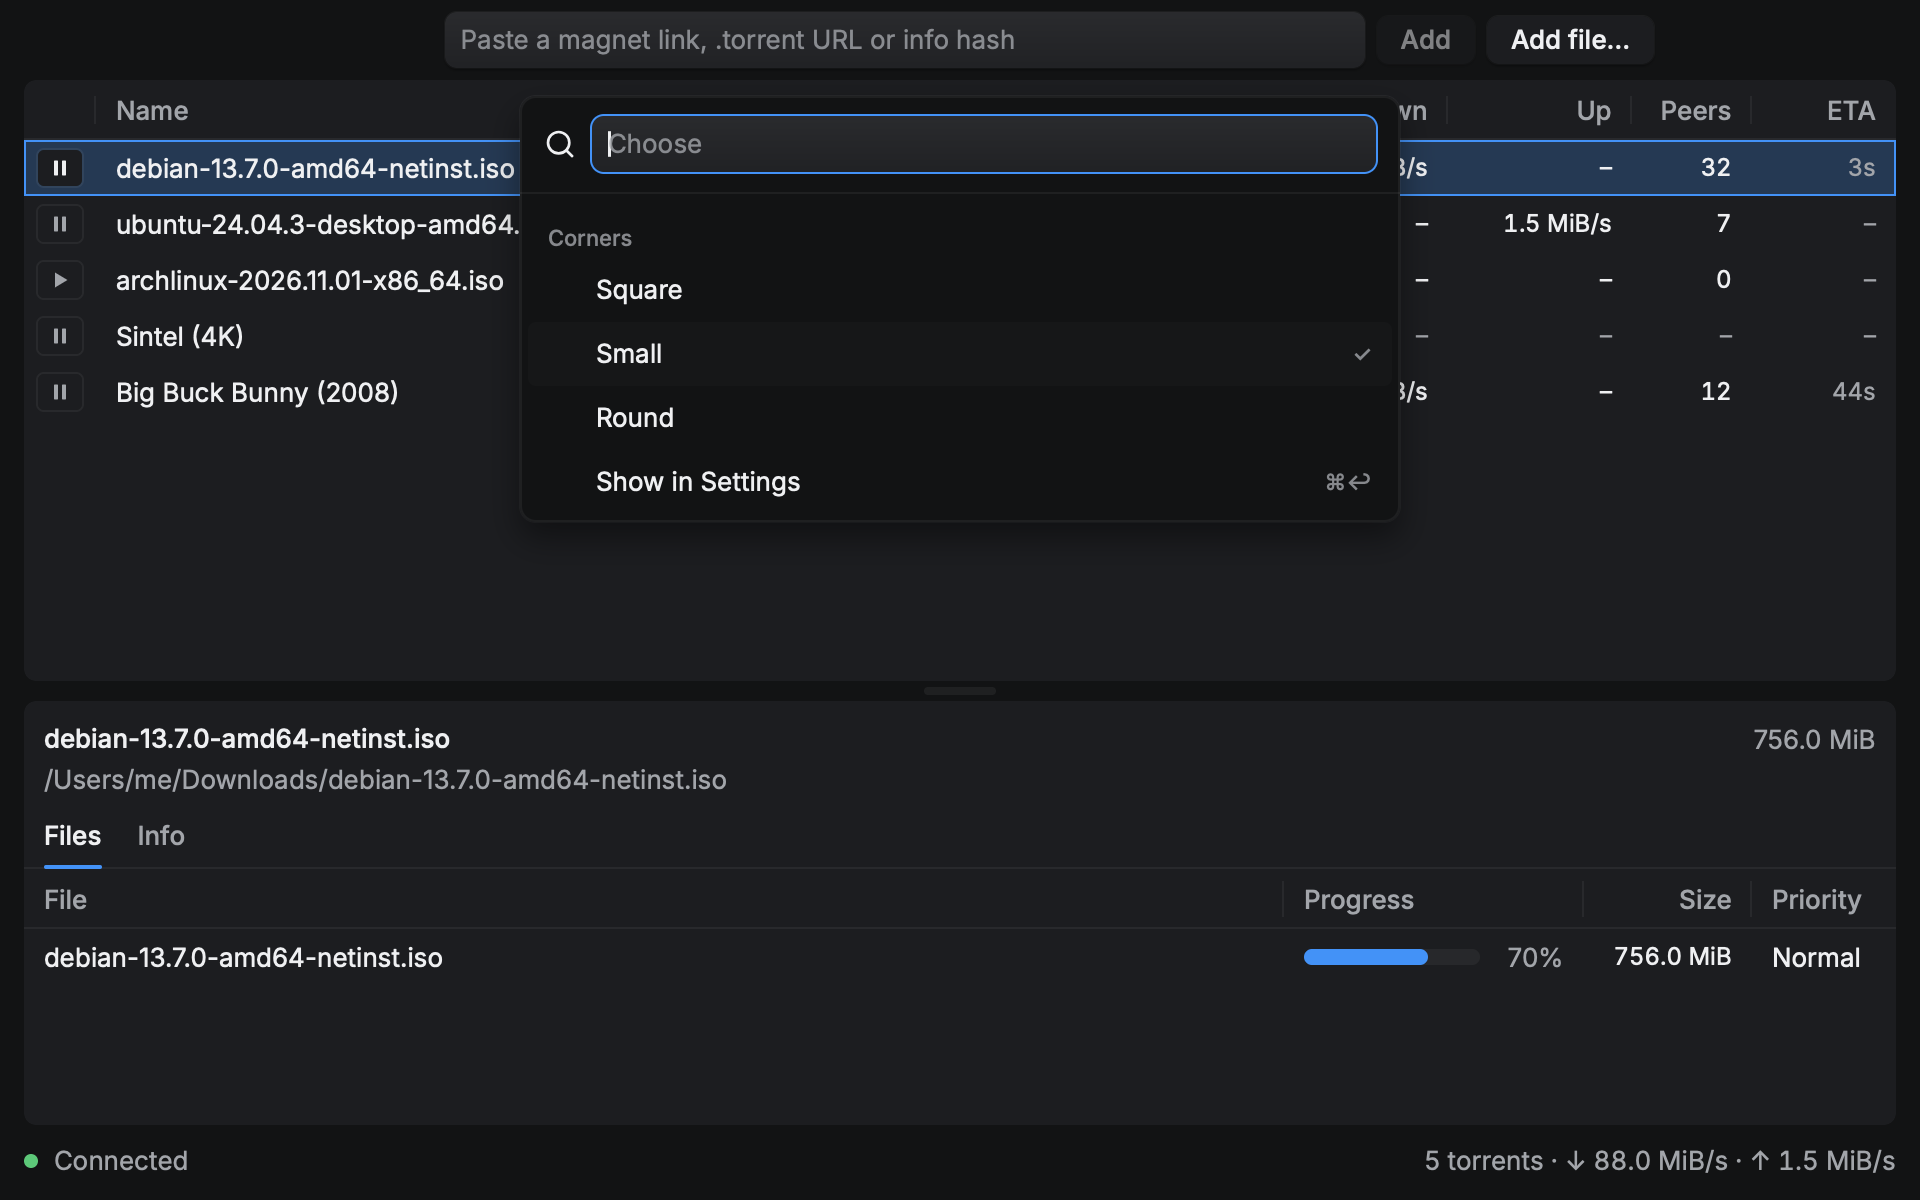 Paste a magnet link, .torrent URL or info hash Add Add file...
Name Up Peers ETA
debian-13.7.0-amd64-netinst.iso – 32 3s
ubuntu-24.04.3-desktop-amd64. – 1.5 MiB/s 7 –
archlinux-2026.11.01-x86_64.iso – – 0 –
Sintel (4K) – – – –
Big Buck Bunny (2008) – 12 44s
Choose
Corners
Square
Small
Round
Show in Settings ⌘↩
debian-13.7.0-amd64-netinst.iso 756.0 MiB
/Users/me/Downloads/debian-13.7.0-amd64-netinst.iso
Files Info
File Progress Size Priority
debian-13.7.0-amd64-netinst.iso 70% 756.0 MiB Normal
Connected 5 torrents · ↓ 88.0 MiB/s · ↑ 1.5 MiB/s